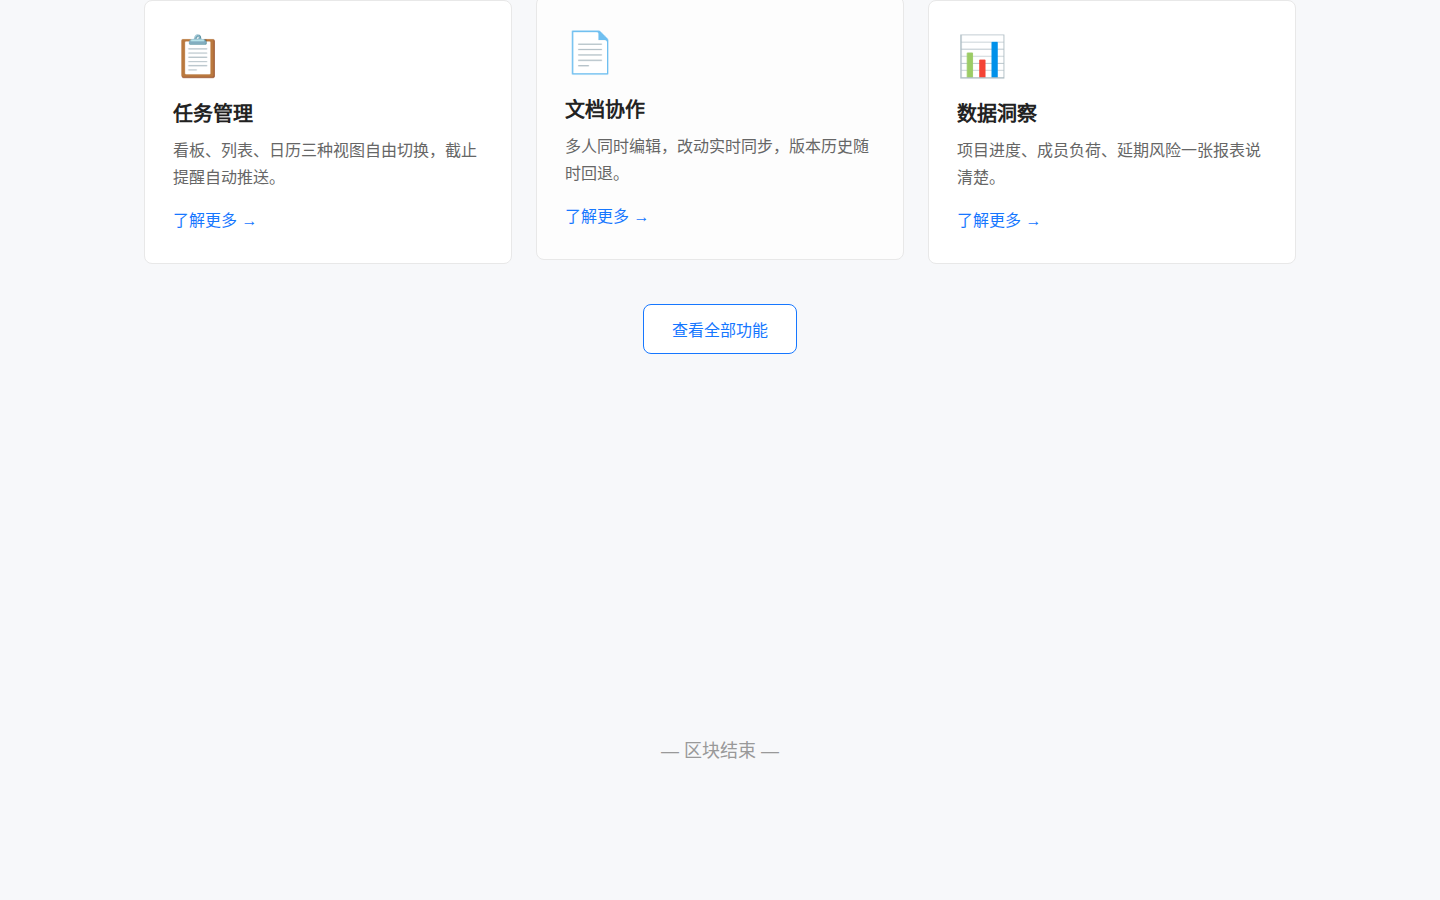 任务管理
看板、列表、日历三种视图自由切换，截止
提醒自动推送。
了解更多 →
文档协作
多人同时编辑，改动实时同步，版本历史随
时回退。
了解更多 →
数据洞察
项目进度、成员负荷、延期风险一张报表说
清楚。
了解更多 →
查看全部功能
— 区块结束 —